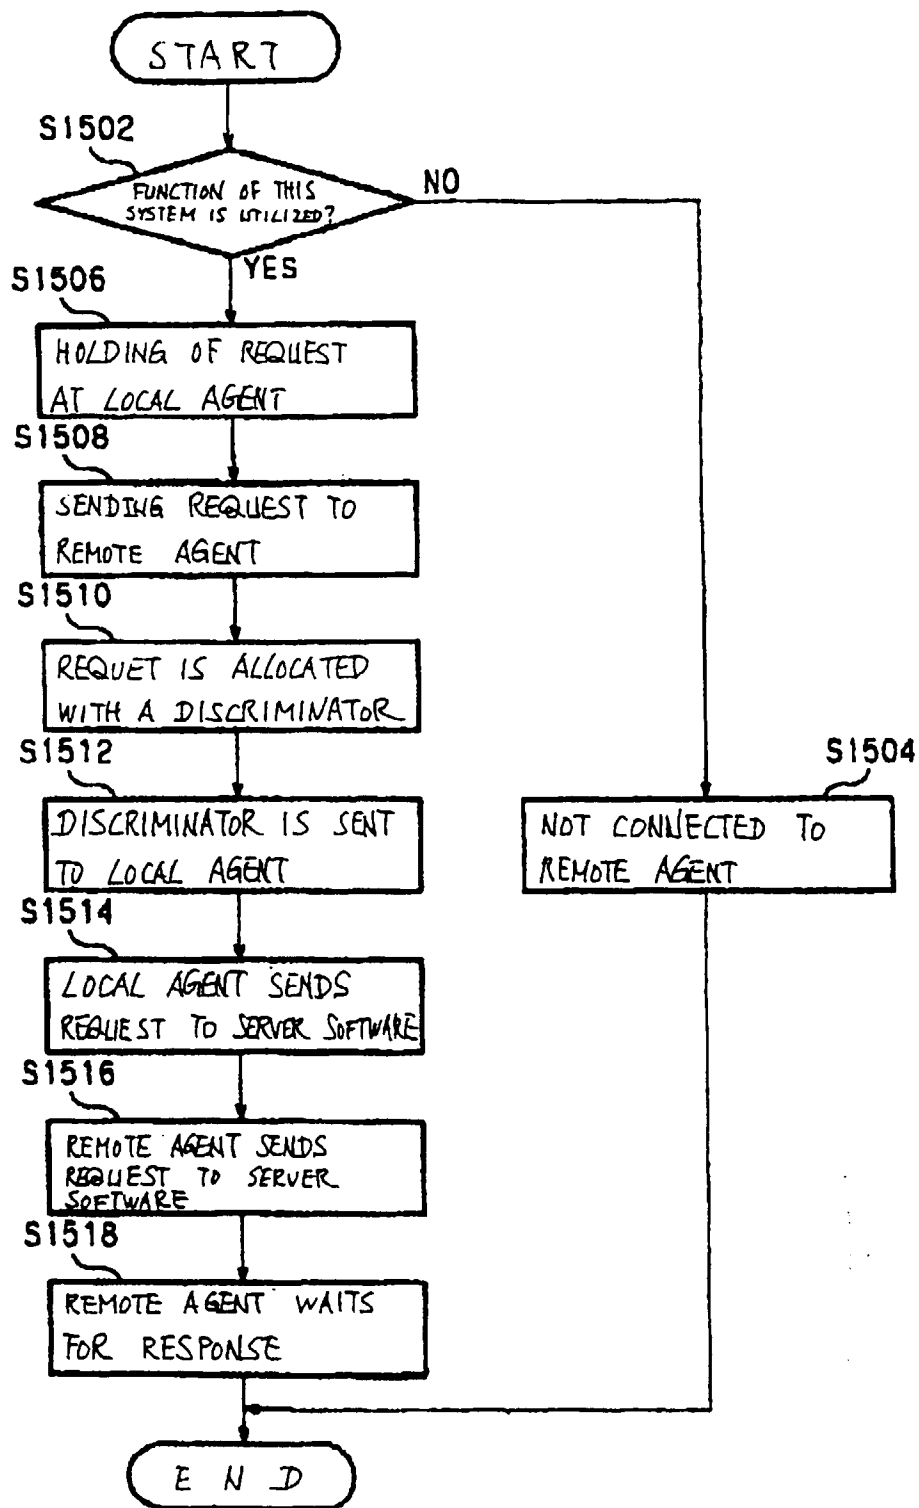 START
S1502
FUNCTION OF THIS
SYSTEM IS UTILIZED?
NO
YES
S1506
HOLDING OF REQUEST
AT LOCAL AGENT
S1508
SENDING REQUEST TO
REMOTE AGENT
S1510
REQUET IS ALLOCATED
WITH A DISCRIMINATOR
S1512
DISCRIMINATOR IS SENT
TO LOCAL AGENT
S1504
NOT CONNECTED TO
REMOTE AGENT
S1514
LOCAL AGENT SENDS
REQUEST TO SERVER SOFTWARE
S1516
REMOTE AGENT SENDS
REQUEST TO SERVER
SOFTWARE
S1518
REMOTE AGENT WAITS
FOR RESPONSE
END